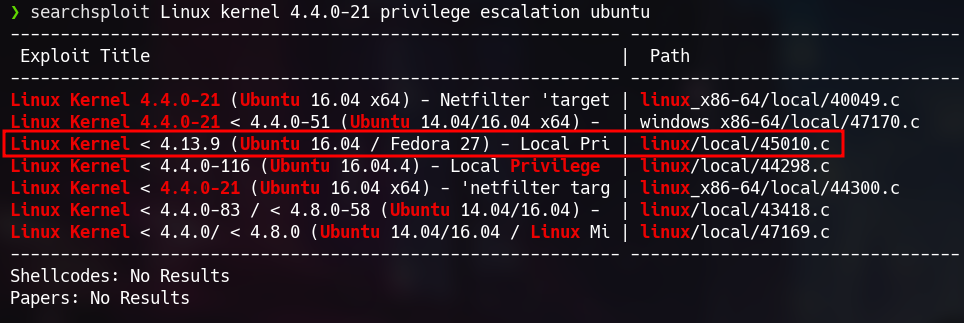 ❯ searchsploit Linux kernel 4.4.0-21 privilege escalation ubuntu
------------------------------------------------------------- ---------------------------------
 Exploit Title                                               |  Path
------------------------------------------------------------- ---------------------------------
Linux Kernel 4.4.0-21 (Ubuntu 16.04 x64) - Netfilter 'target | linux_x86-64/local/40049.c
Linux Kernel 4.4.0-21 < 4.4.0-51 (Ubuntu 14.04/16.04 x64) -  | windows_x86-64/local/47170.c
Linux Kernel < 4.13.9 (Ubuntu 16.04 / Fedora 27) - Local Pri | linux/local/45010.c
Linux Kernel < 4.4.0-116 (Ubuntu 16.04.4) - Local Privilege  | linux/local/44298.c
Linux Kernel < 4.4.0-21 (Ubuntu 16.04 x64) - 'netfilter targ | linux_x86-64/local/44300.c
Linux Kernel < 4.4.0-83 / < 4.8.0-58 (Ubuntu 14.04/16.04) -  | linux/local/43418.c
Linux Kernel < 4.4.0/ < 4.8.0 (Ubuntu 14.04/16.04 / Linux Mi | linux/local/47169.c
------------------------------------------------------------- ---------------------------------
Shellcodes: No Results
Papers: No Results